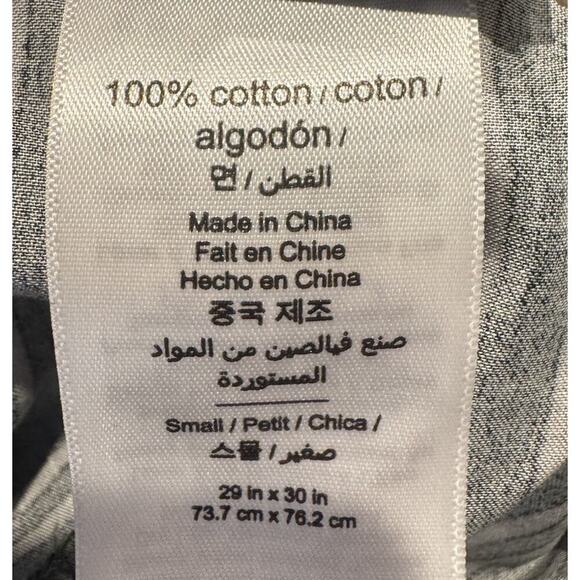 100% cotton / coton /
algodón /
면 / القطن
Made in China
Fait en Chine
Hecho en China
중국 제조
صنع فيالصين من المواد
المستوردة
Small / Petit / Chica /
스몰 / صغير
29 in x 30 in
73.7 cm x 76.2 cm